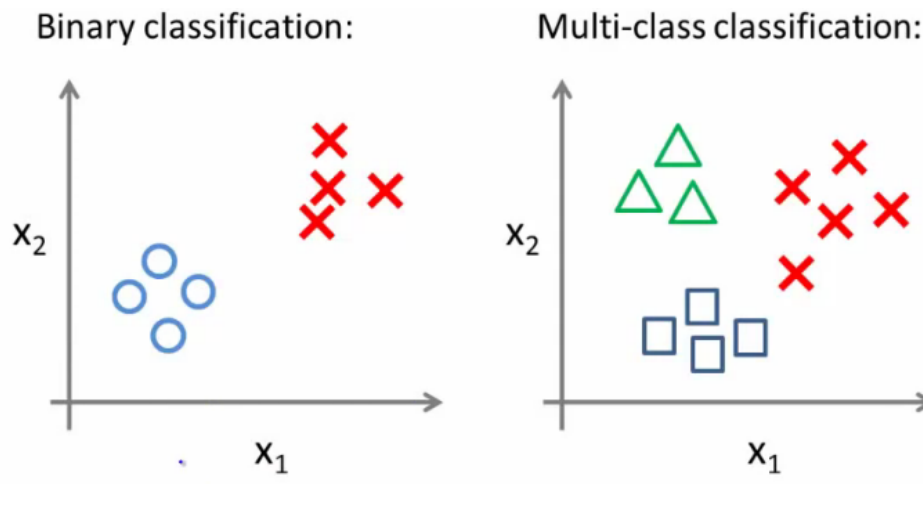 Binary classification:
Multi-class classification:
x₂
x₁
x₂
x₁